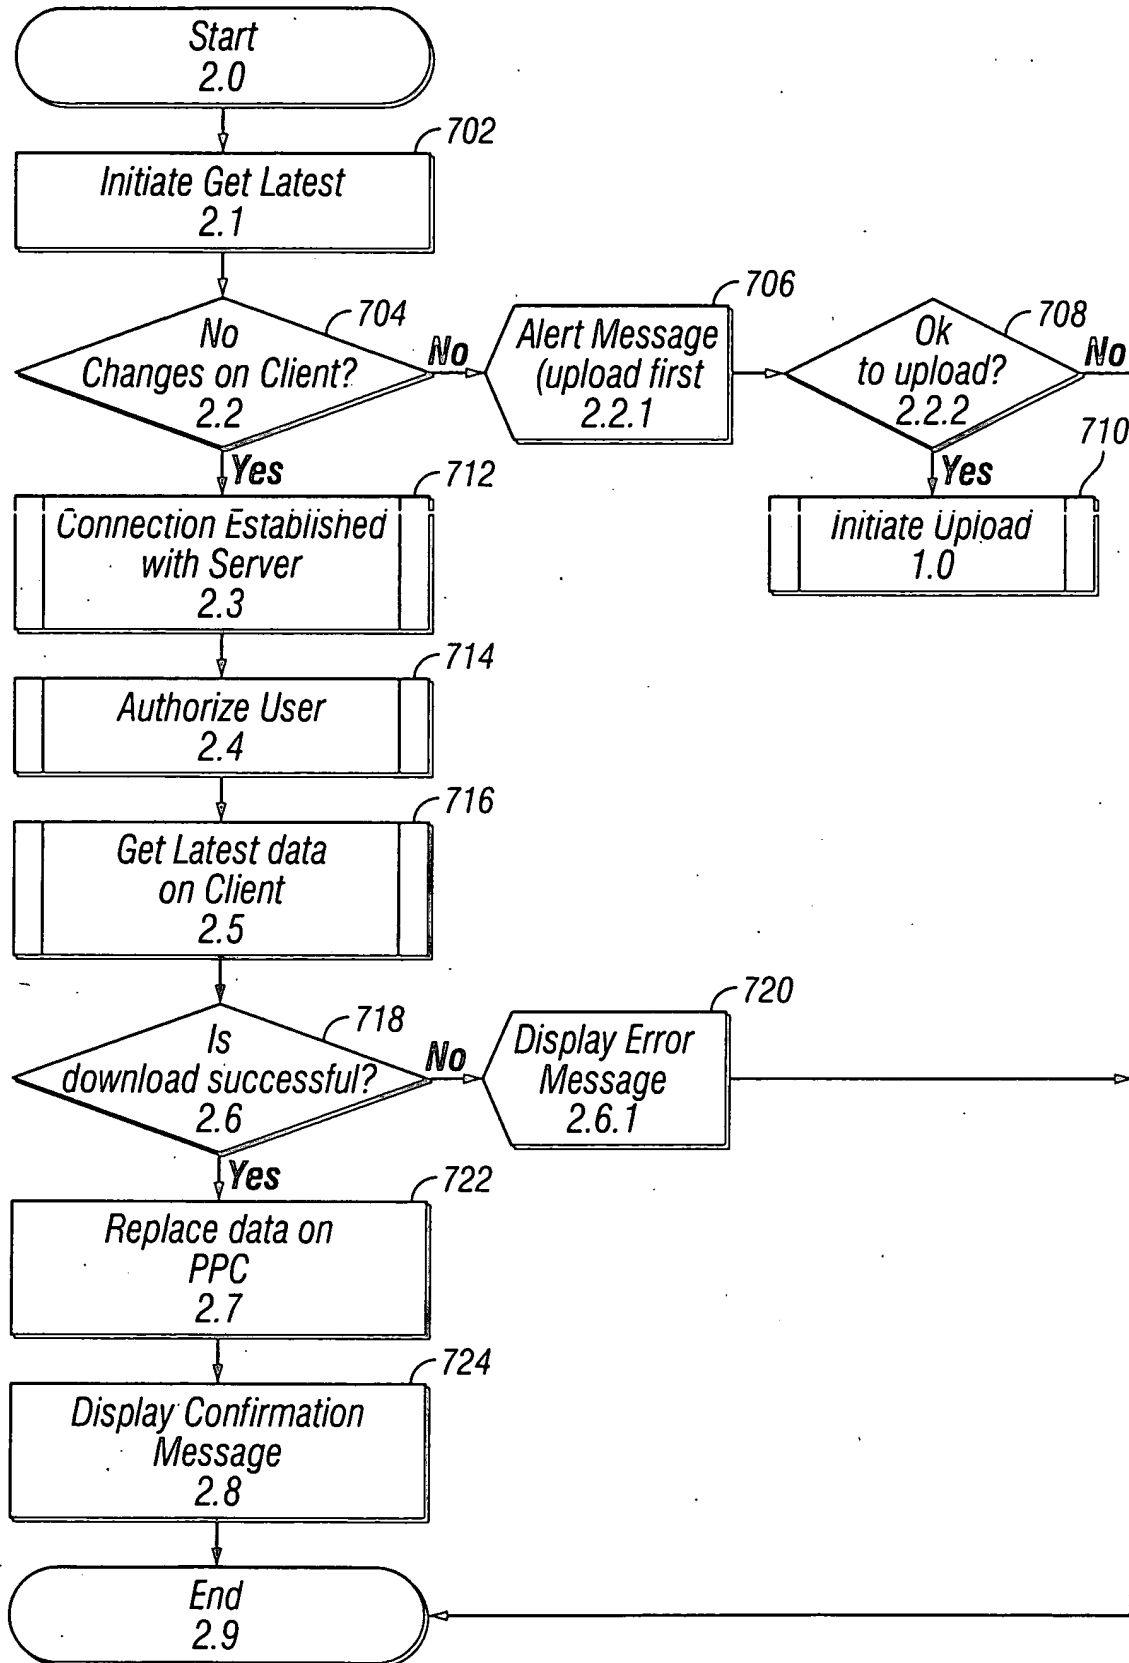 Start
2.0
702
Initiate Get Latest
2.1
704
No
Changes on Client?
2.2
No
706
Alert Message
(upload first
2.2.1
708
Ok
to upload?
2.2.2
No
Yes
710
Initiate Upload
1.0
Yes
712
Connection Established
with Server
2.3
714
Authorize User
2.4
716
Get Latest data
on Client
2.5
718
Is
download successful?
2.6
No
720
Display Error
Message
2.6.1
Yes
722
Replace data on
PPC
2.7
724
Display Confirmation
Message
2.8
End
2.9